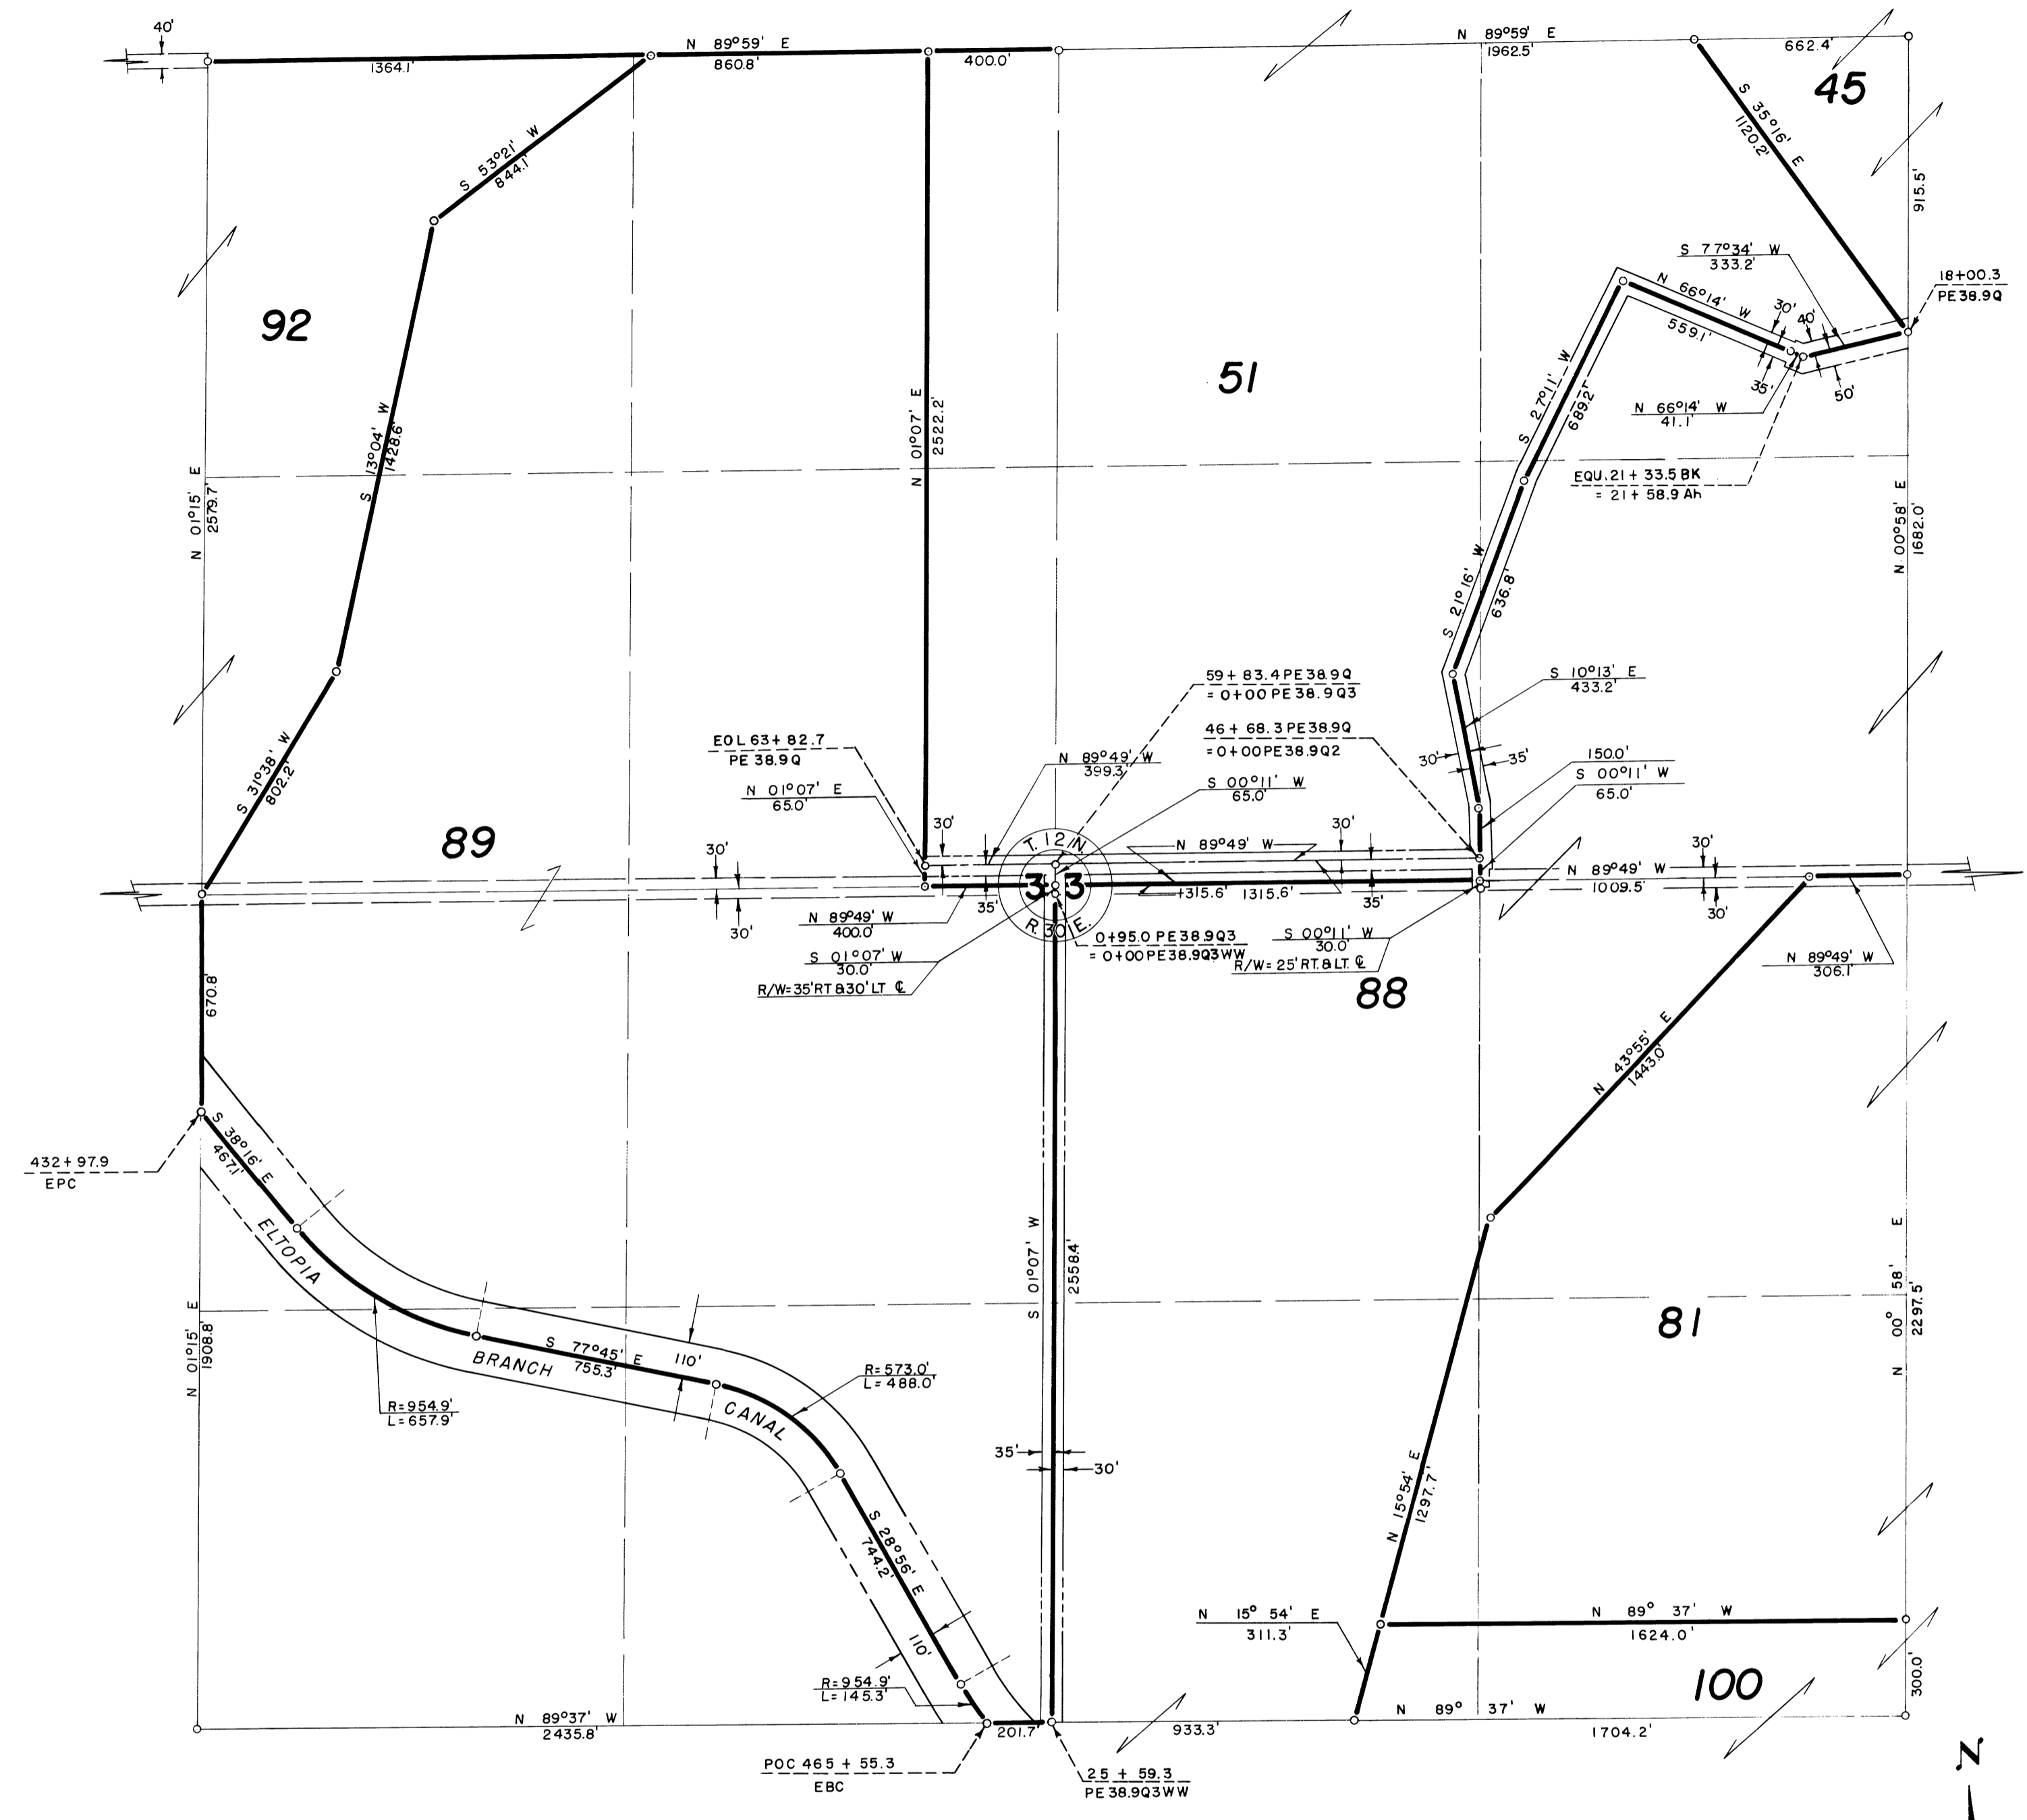 40'
N 89°59' E
1364.1'
860.8'
400.0'
N 89°59' E
1962.5'
662.4'
45
S 35°16' E
1120.2'
915.5'
S 53°21' W
844.1'
92
S 77°34' W
333.2'
18+00.3
PE38.9Q
N 66°14' W
559.1'
30'
40'
35'
50'
51
N 66°14' W
41.1'
S 27°11' W
689.2'
N 01°07' E
2522.2'
S 13°04' W
1428.6'
N 01°15' E
2579.7
EQU.21+33.5BK
= 21+58.9 Ah
N 00°58' E
1682.0'
S 21°16' W
636.8'
59+83.4PE38.9Q
=0+00PE38.9Q3
S 10°13' E
433.2'
46+68.3PE38.9Q
=0+00PE38.9Q2
EOL 63+82.7
PE 38.9Q
N 89°49' W
399.3'
30'
35'
150.0'
S 00°11' W
65.0'
S 31°38' W
802.2'
N 01°07' E
65.0'
S 00°11' W
65.0'
89
30'
30'
30'
T. 12 N.
N 89°49' W
30'
N 89°49' W
1009.5'
30'
33
30'
35'
+315.6' 1315.6'
35'
30'
N 89°49' W
400.0'
R. 30 E.
0+95.0 PE38.9Q3
= 0+00PE38.9Q3WW
S 00°11' W
30.0'
R/W=25'RT.&LT. ℄
S 01°07' W
30.0'
R/W=35'RT&30'LT ℄
N 89°49' W
306.1'
88
670.8'
N 43°55' E
1443.0'
432+97.9
EPC
S 38°16' E
467.1'
ELTOPIA
S 01°07' W
2558.4'
N 00° 58' E
2297.5'
N 01°15' E
1908.8
81
S 77°45' E
755.3'
BRANCH
110'
R=573.0'
L=488.0'
R=954.9'
L=657.9'
CANAL
35'
30'
N 15°54' E
1297.7'
S 28°56' E
744.2'
110'
N 15° 54' E
311.3'
N 89° 37' W
1624.0'
R=954.9'
L=145.3'
100
300.0'
N 89°37' W
2435.8'
201.7'
933.3'
N 89° 37' W
1704.2'
POC 465+55.3
EBC
25+59.3
PE38.9Q3WW
N